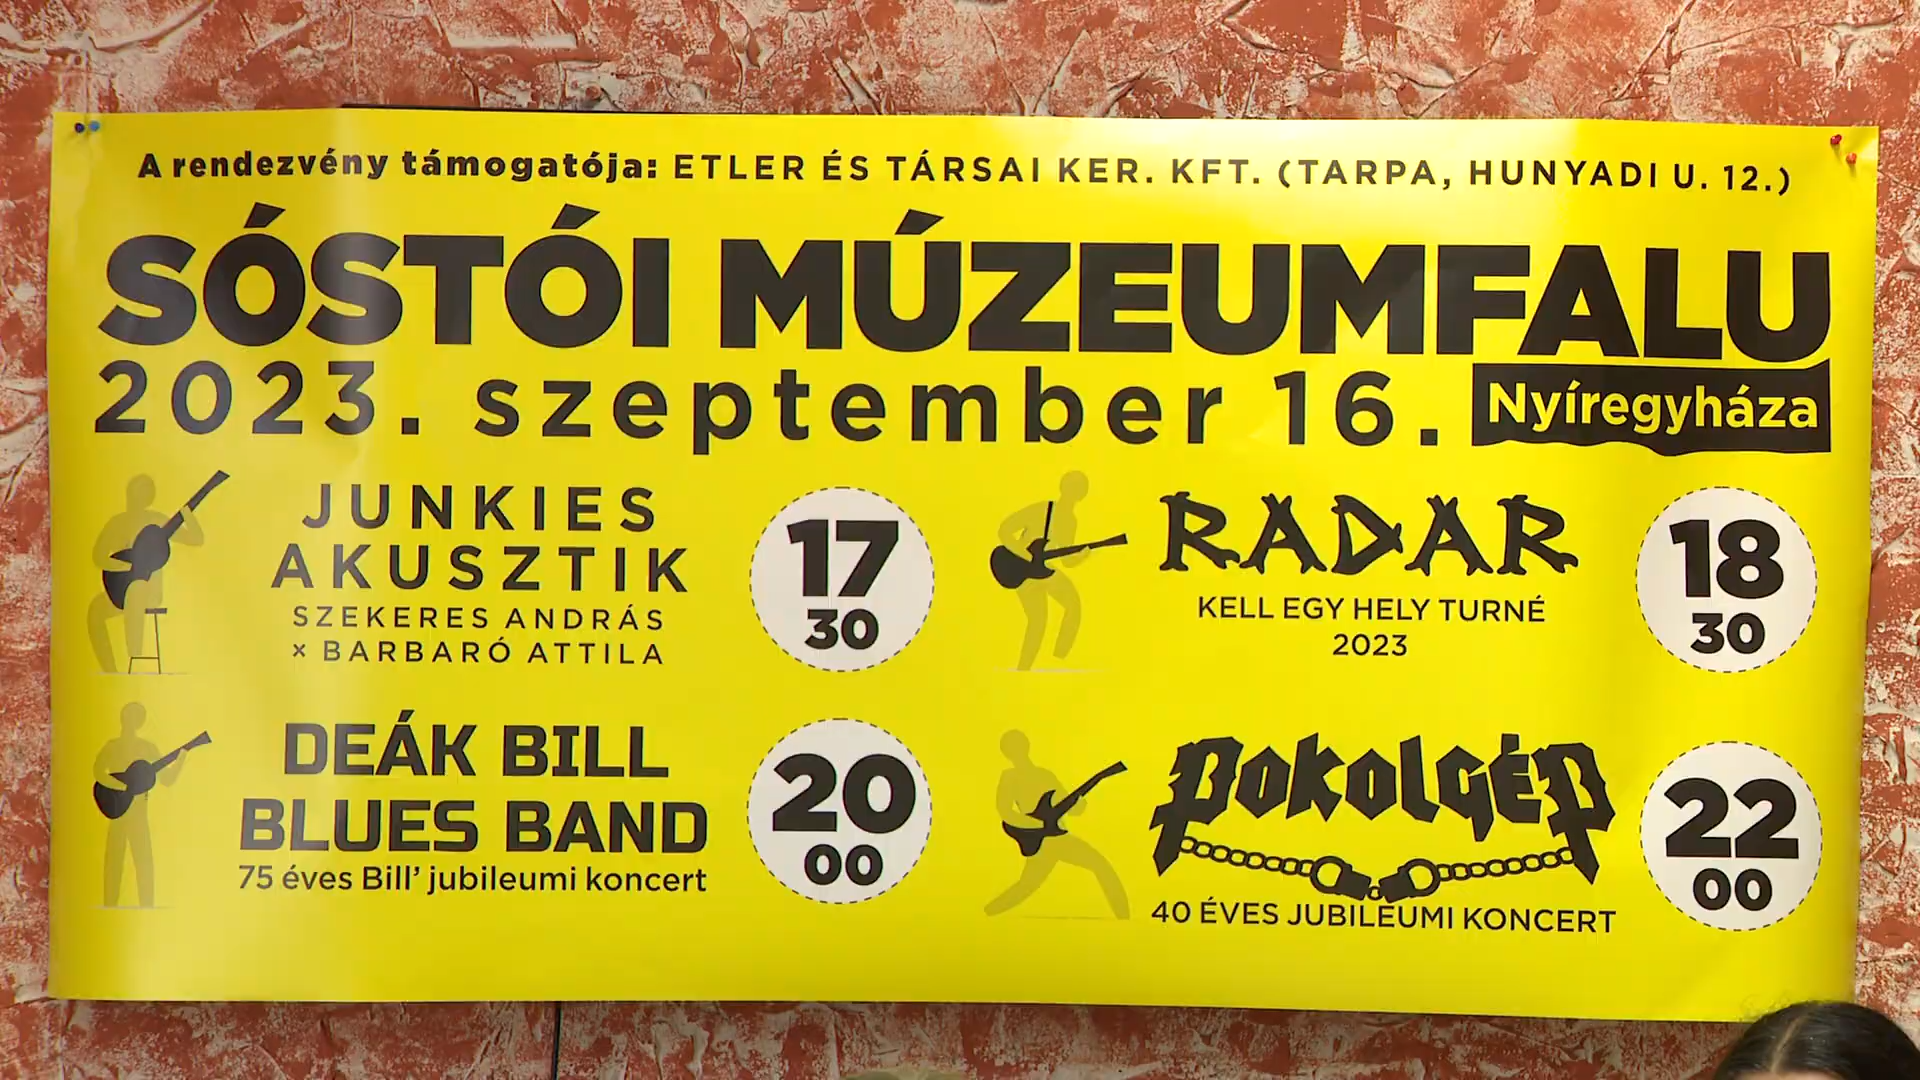 A rendezvény támogatója: ETLER ÉS TÁRSAI KER. KFT. (TARPA, HUNYADI U. 12.)
SÓSTÓI MÚZEUMFALU
2023. szeptember 16. Nyíregyháza
JUNKIES
AKUSZTIK
SZEKERES ANDRÁS
× BARBARÓ ATTILA
17
30
RADAR
KELL EGY HELY TURNÉ
2023
18
30
DEÁK BILL
BLUES BAND
75 éves Bill' jubileumi koncert
20
00
POKOLGÉP
40 ÉVES JUBILEUMI KONCERT
22
00